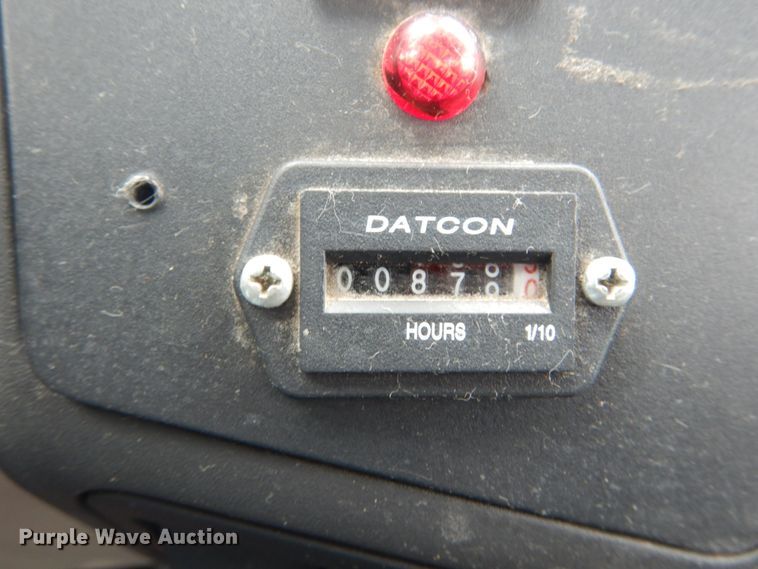 DATCON
0087
HOURS 1/10
Purple Wave Auction